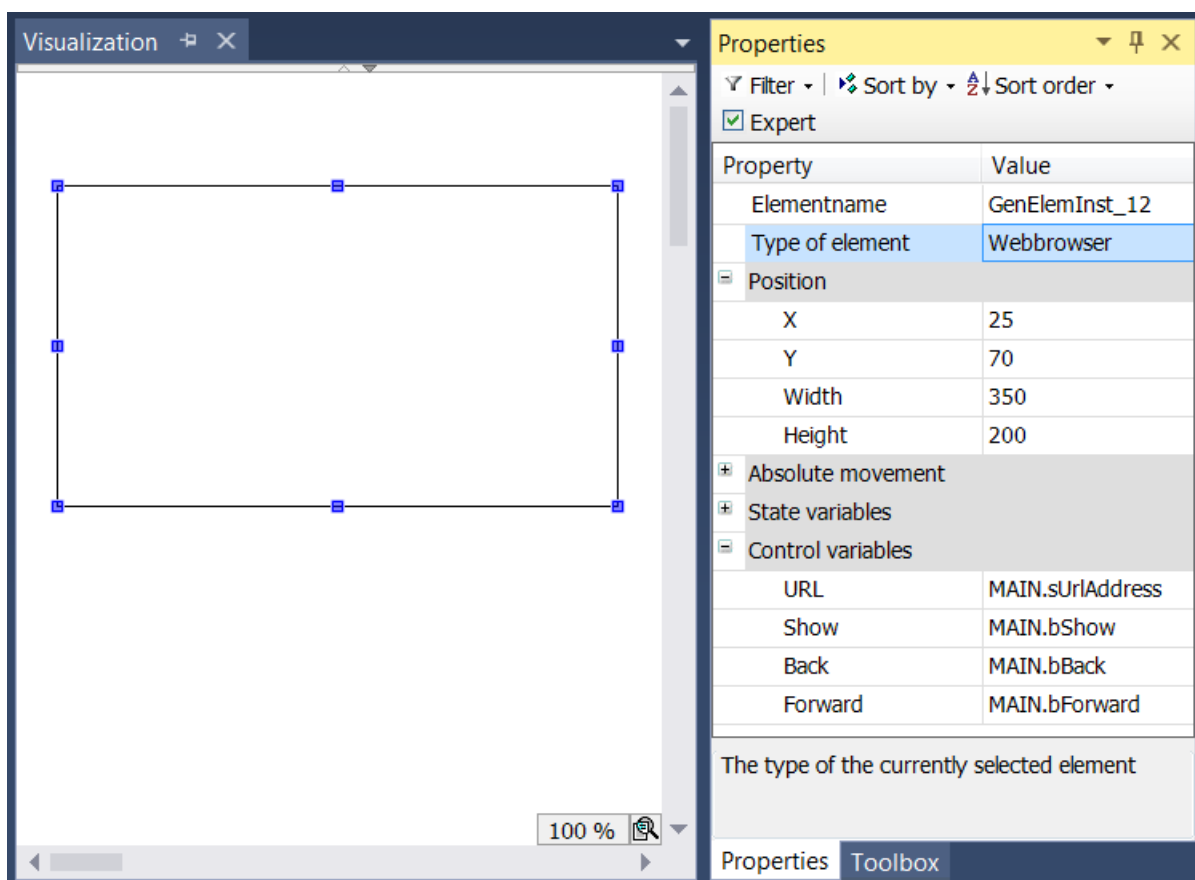 Visualization
100 %
Properties
Filter Sort by Sort order
Expert
Property Value
Elementname GenElemInst_12
Type of element Webbrowser
Position
X 25
Y 70
Width 350
Height 200
Absolute movement
State variables
Control variables
URL MAIN.sUrlAddress
Show MAIN.bShow
Back MAIN.bBack
Forward MAIN.bForward
The type of the currently selected element
Properties Toolbox